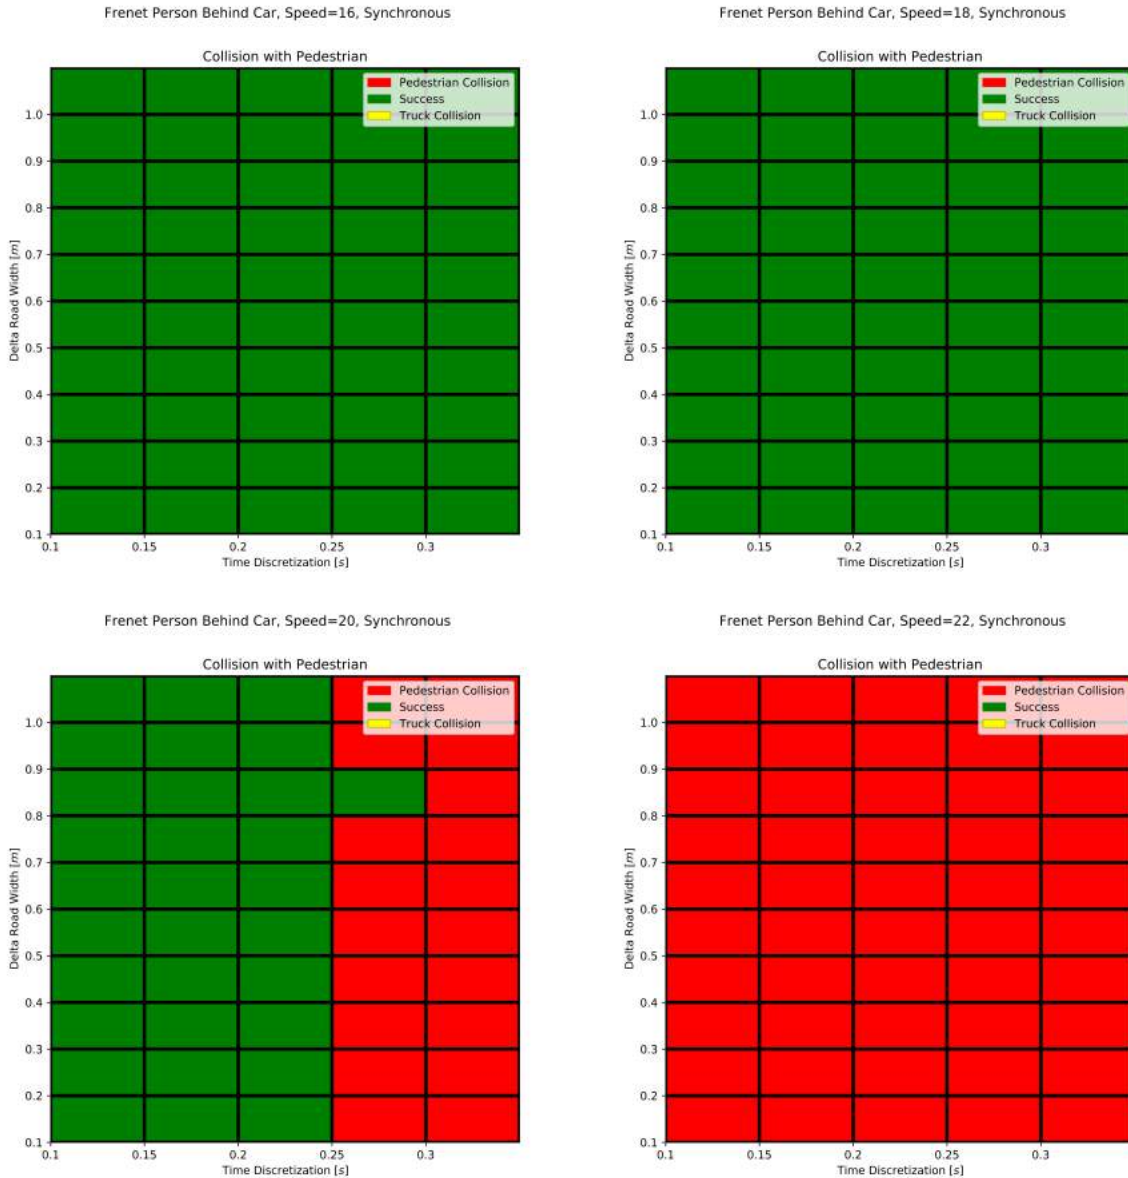 Frenet Person Behind Car, Speed=16, Synchronous
Collision with Pedestrian
Pedestrian Collision
Success
Truck Collision
1.0
0.9
0.8
0.7
0.6
0.5
0.4
0.3
0.2
0.1
Delta Road Width [m]
0.1 0.15 0.2 0.25 0.3
Time Discretization [s]
Frenet Person Behind Car, Speed=18, Synchronous
Collision with Pedestrian
Pedestrian Collision
Success
Truck Collision
1.0
0.9
0.8
0.7
0.6
0.5
0.4
0.3
0.2
0.1
Delta Road Width [m]
0.1 0.15 0.2 0.25 0.3
Time Discretization [s]
Frenet Person Behind Car, Speed=20, Synchronous
Collision with Pedestrian
Pedestrian Collision
Success
Truck Collision
1.0
0.9
0.8
0.7
0.6
0.5
0.4
0.3
0.2
0.1
Delta Road Width [m]
0.1 0.15 0.2 0.25 0.3
Time Discretization [s]
Frenet Person Behind Car, Speed=22, Synchronous
Collision with Pedestrian
Pedestrian Collision
Success
Truck Collision
1.0
0.9
0.8
0.7
0.6
0.5
0.4
0.3
0.2
0.1
Delta Road Width [m]
0.1 0.15 0.2 0.25 0.3
Time Discretization [s]